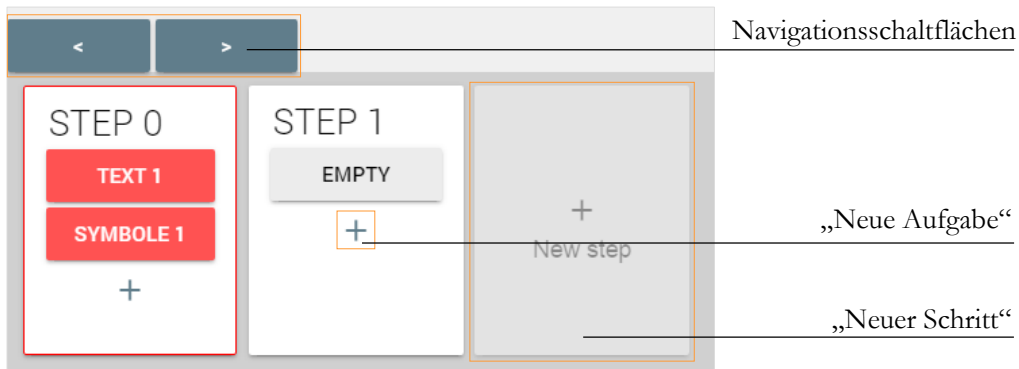 Navigationsschaltflächen
< >
STEP 0
TEXT 1
SYMBOLE 1
+
STEP 1
EMPTY
+
+
New step
„Neue Aufgabe“
„Neuer Schritt“